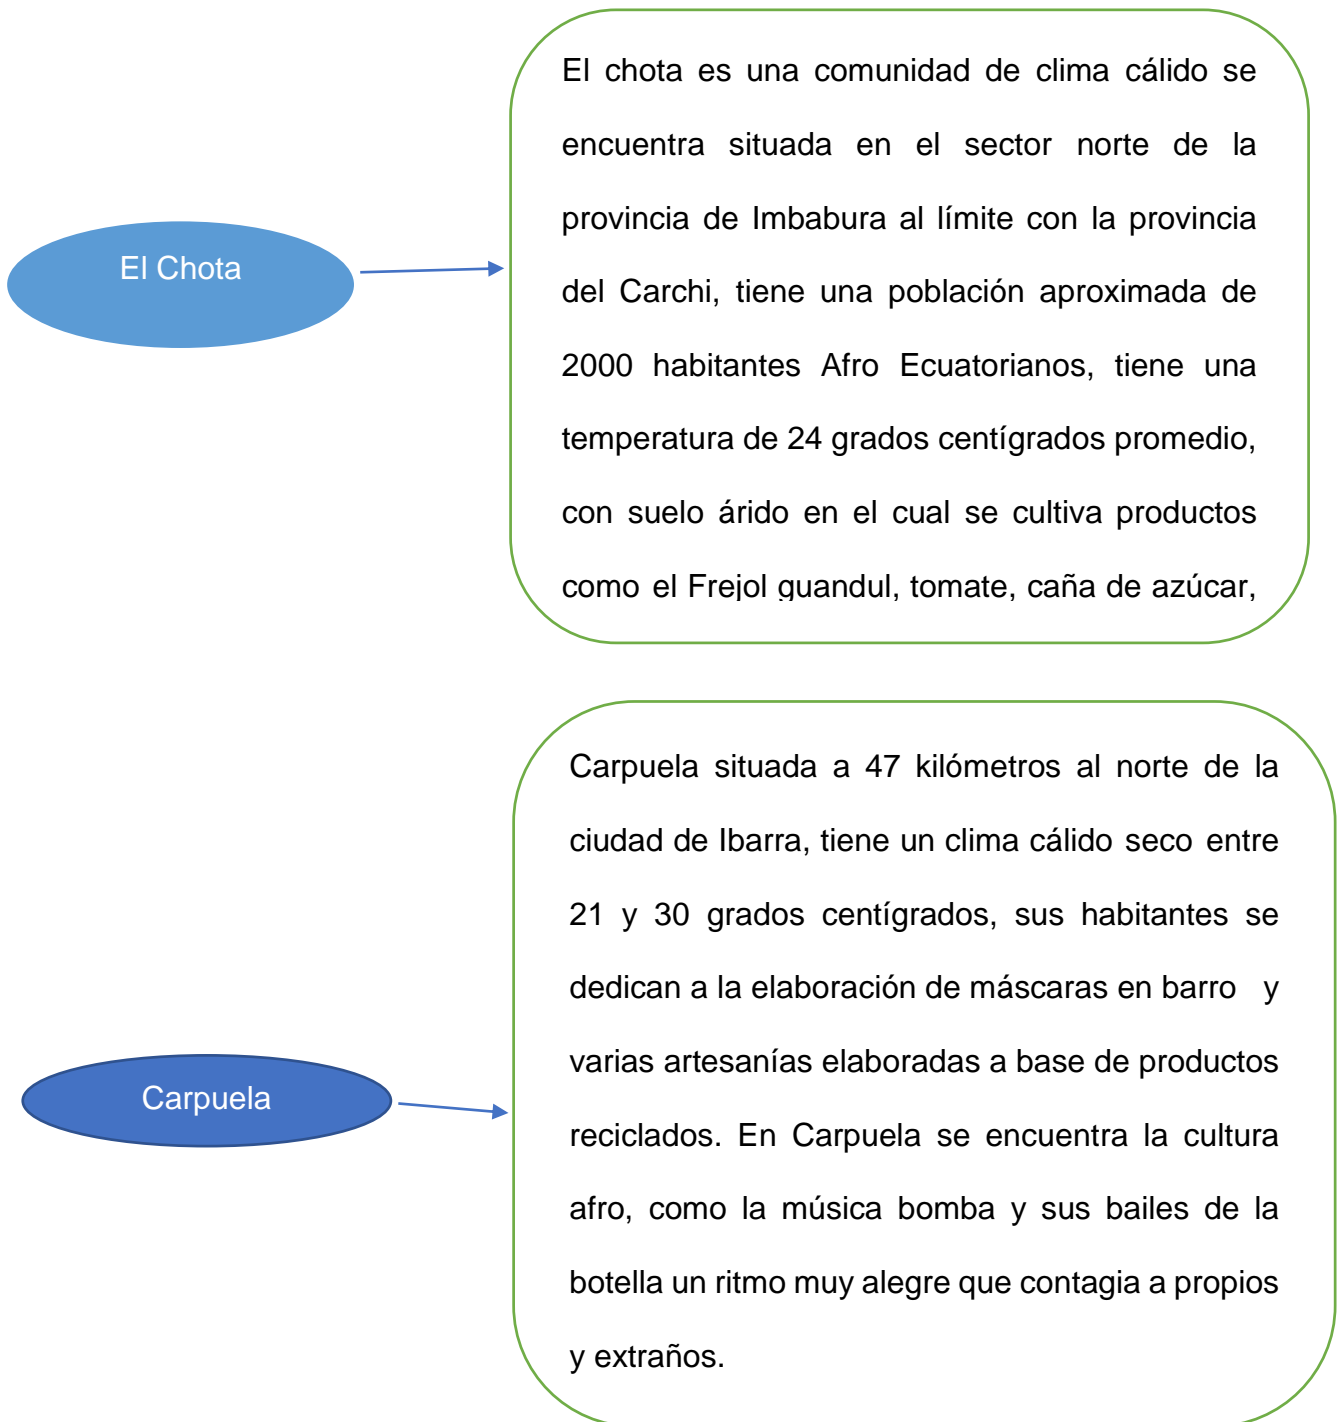 El chota es una comunidad de clima cálido se
encuentra situada en el sector norte de la
provincia de Imbabura al límite con la provincia
El Chota
del Carchi, tiene una población aproximada de
2000 habitantes Afro Ecuatorianos, tiene una
temperatura de 24 grados centígrados promedio,
con suelo árido en el cual se cultiva productos
como el Frejol guandul, tomate, caña de azúcar,
Carpuela situada a 47 kilómetros al norte de la
ciudad de Ibarra, tiene un clima cálido seco entre
21 y 30 grados centígrados, sus habitantes se
dedican a la elaboración de máscaras en barro y
varias artesanías elaboradas a base de productos
Carpuela
reciclados. En Carpuela se encuentra la cultura
afro, como la música bomba y sus bailes de la
botella un ritmo muy alegre que contagia a propios
y extraños.